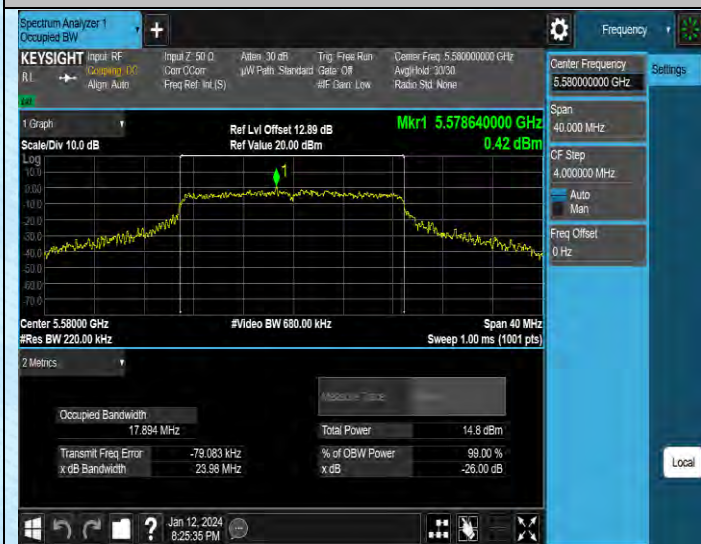 Spectrum Analyzer 1
Occupied BW
+
Frequency
KEYSIGHT Input: RF Input Z: 50 Ω Atten: 30 dB Trig: Free Run Center Freq: 5.580000000 GHz
RL Coupling: DC Corr CCorr µW Path: Standard Gate: Off Avg|Hold: 30/30
Align: Auto Freq Ref: Int (S) #IF Gain: Low Radio Std: None
1 Graph
Ref Lvl Offset 12.89 dB
Mkr1 5.578640000 GHz
Scale/Div 10.0 dB
Ref Value 20.00 dBm
0.42 dBm
Log
10.0
0.00
-10.0
-20.0
-30.0
-40.0
-50.0
-60.0
-70.0
1
Center 5.58000 GHz
#Video BW 680.00 kHz
Span 40 MHz
#Res BW 220.00 kHz
Sweep 1.00 ms (1001 pts)
2 Metrics
Measure Trace
Occupied Bandwidth
17.894 MHz
Total Power 14.8 dBm
Transmit Freq Error -79.083 kHz
% of OBW Power 99.00 %
x dB Bandwidth 23.98 MHz
x dB -26.00 dB
Center Frequency
5.580000000 GHz
Settings
Span
40.000 MHz
CF Step
4.000000 MHz
Auto
Man
Freq Offset
0 Hz
Local
?
Jan 12, 2024
8:25:35 PM